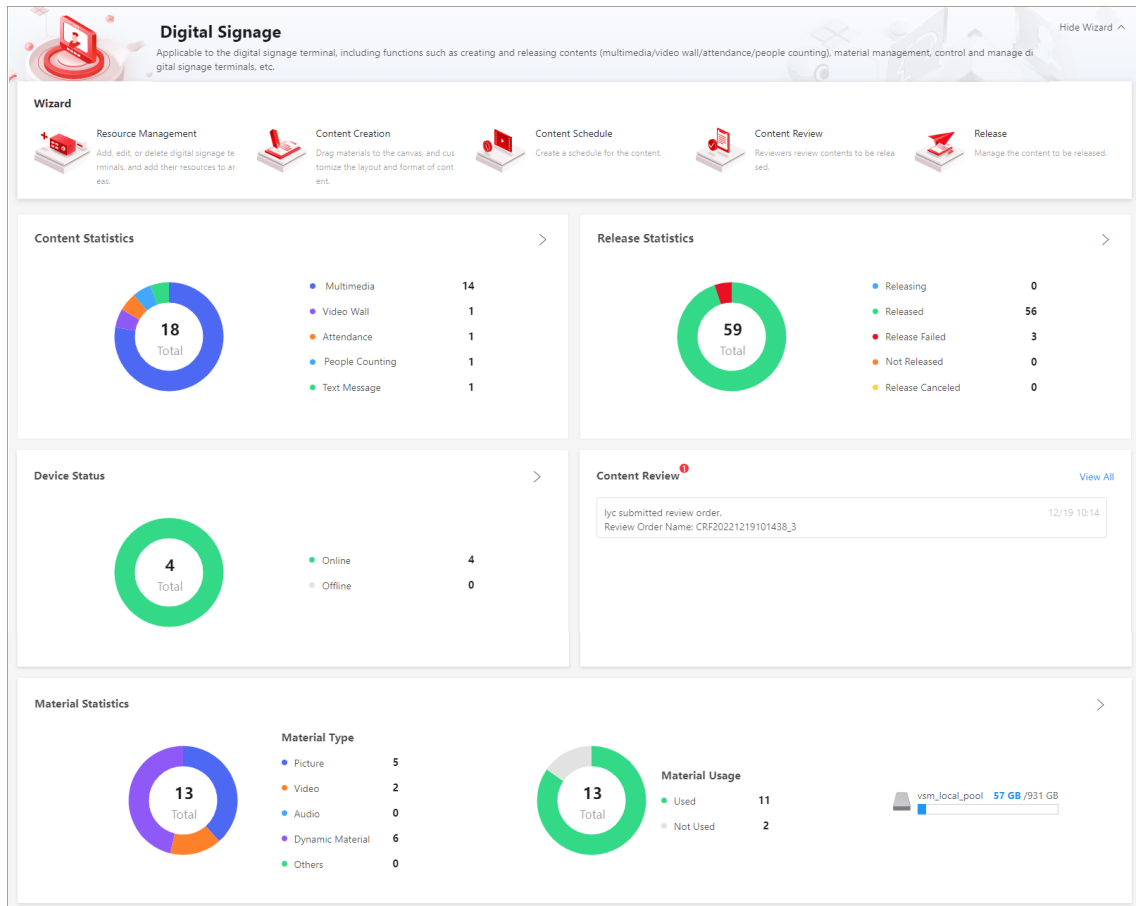 Digital Signage
Hide Wizard
Applicable to the digital signage terminal, including functions such as creating and releasing contents (multimedia/video wall/attendance/people counting), material management, control and manage di
gital signage terminals, etc.
Wizard
Resource Management
Add, edit, or delete digital signage te
rminals, and add their resources to ar
eas.
Content Creation
Drag materials to the canvas, and cus
tomize the layout and format of cont
ent.
Content Schedule
Create a schedule for the content.
Content Review
Reviewers review contents to be relea
sed.
Release
Manage the content to be released.
Content Statistics
18
Total
Multimedia 14
Video Wall 1
Attendance 1
People Counting 1
Text Message 1
Release Statistics
59
Total
Releasing 0
Released 56
Release Failed 3
Not Released 0
Release Canceled 0
Device Status
4
Total
Online 4
Offline 0
Content Review 1
View All
lyc submitted review order. 12/19 10:14
Review Order Name: CRF20221219101438_3
Material Statistics
13
Total
Material Type
Picture 5
Video 2
Audio 0
Dynamic Material 6
Others 0
13
Total
Material Usage
Used 11
Not Used 2
vsm_local_pool 57 GB /931 GB